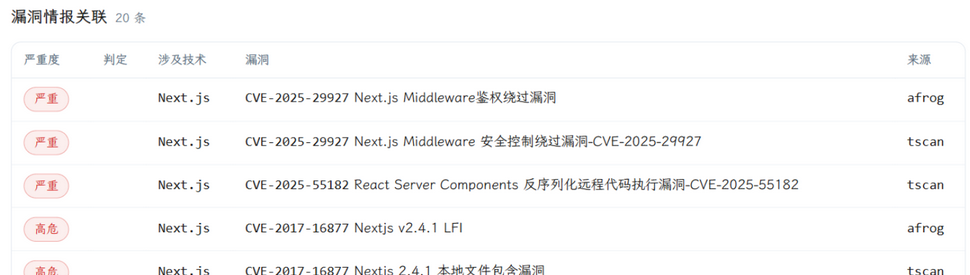 漏洞情报关联 20 条
严重度 判定 涉及技术 漏洞 来源
严重 Next.js CVE-2025-29927 Next.js Middleware鉴权绕过漏洞 afrog
严重 Next.js CVE-2025-29927 Next.js Middleware 安全控制绕过漏洞-CVE-2025-29927 tscan
严重 Next.js CVE-2025-55182 React Server Components 反序列化远程代码执行漏洞-CVE-2025-55182 tscan
高危 Next.js CVE-2017-16877 Nextjs v2.4.1 LFI afrog
高危 Next.js CVE-2017-16877 Nextjs 2.4.1 本地文件包含漏洞 tscan